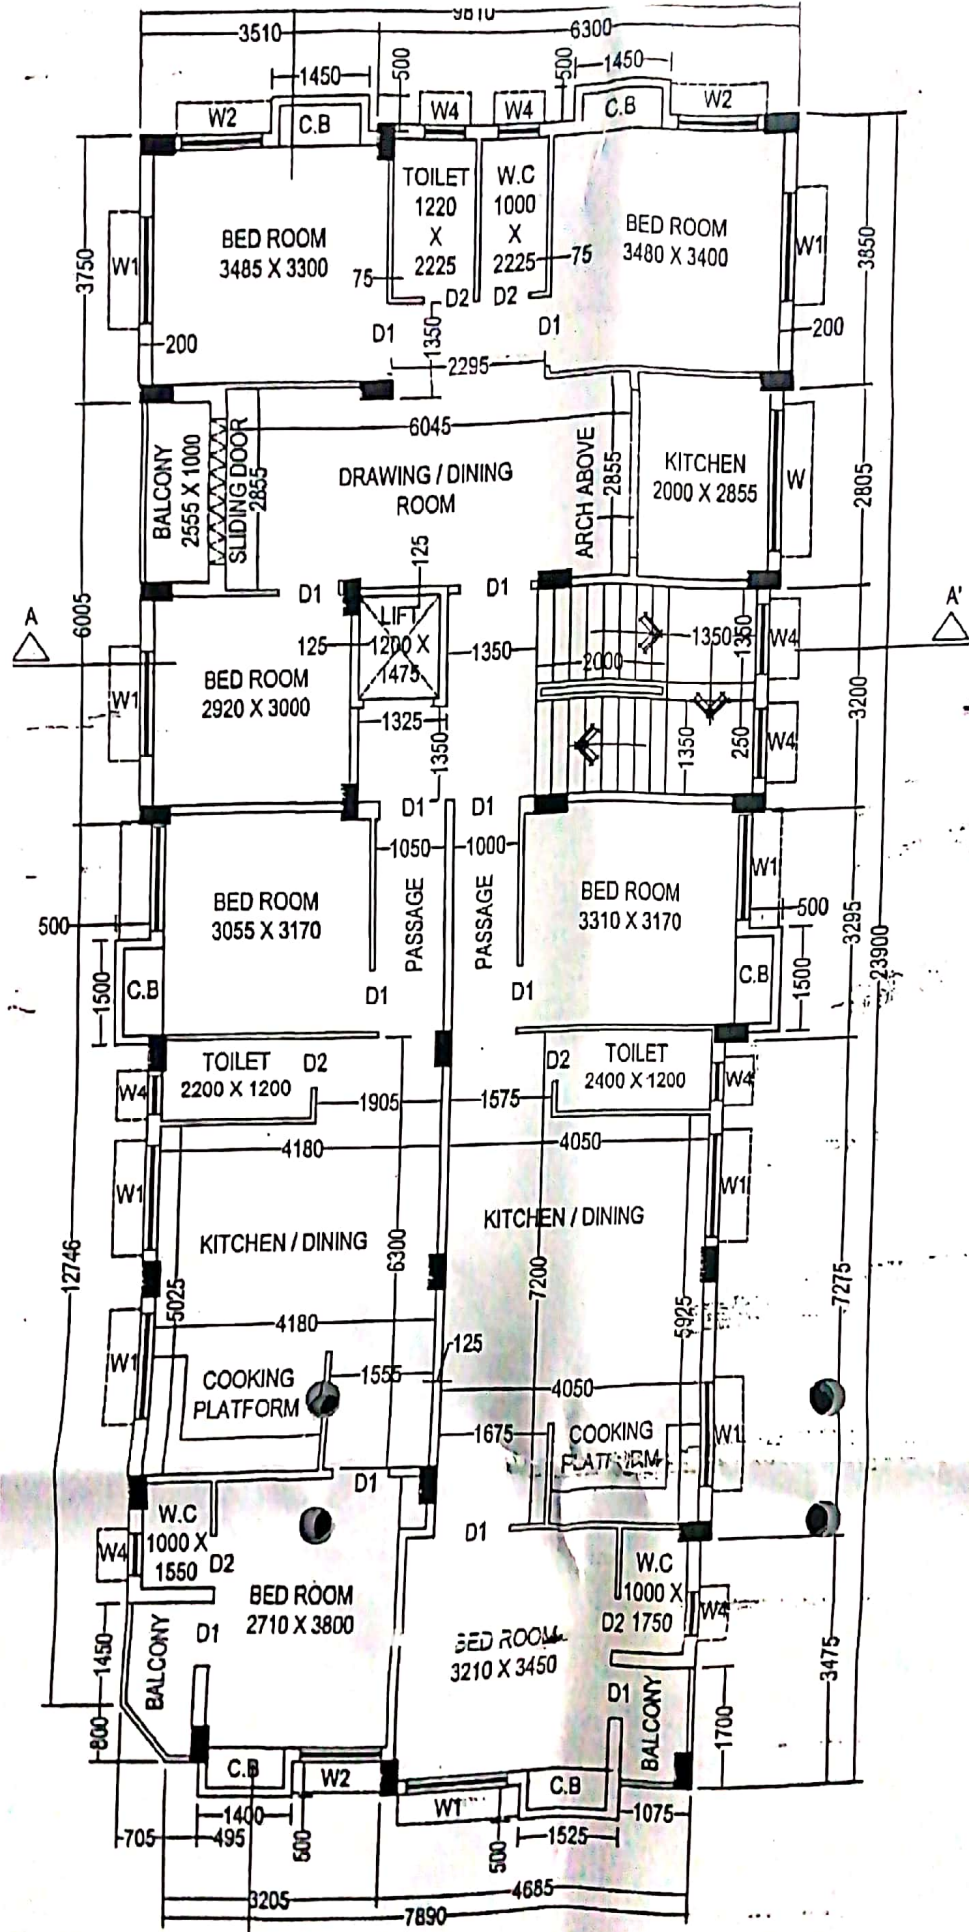 9810
3510
6300
1450
500
500
1450
W2
C.B
W4
W4
C.B
W2
TOILET
1220
X
2225
W.C
1000
X
2225
BED ROOM
3485 X 3300
BED ROOM
3480 X 3400
W1
W1
3750
3850
75
75
D2
D2
D1
D1
1350
200
200
2295
6045
BALCONY
2555 X 1000
SLIDING DOOR
2855
DRAWING / DINING
ROOM
ARCH ABOVE
2855
KITCHEN
2000 X 2855
W
2805
6005
125
D1
D1
A
A'
LIFT
1200 X
1475
125
1350
1350
1350
2000
W4
BED ROOM
2920 X 3000
W1
1325
1350
1350
250
W4
3200
D1
D1
1050
1000
BED ROOM
3055 X 3170
PASSAGE
PASSAGE
BED ROOM
3310 X 3170
W1
500
500
3295
23900
1500
C.B
D1
D1
C.B
1500
TOILET
2200 X 1200
D2
D2
TOILET
2400 X 1200
W4
W4
1905
1575
4180
4050
W1
W1
KITCHEN / DINING
KITCHEN / DINING
12746
5025
6300
7200
5925
7275
4180
125
W1
COOKING
PLATFORM
1555
4050
1675
COOKING
PLATFORM
W1
D1
D1
W.C
1000 X
1550
W4
D2
W.C
1000 X
1750
D2
W4
BED ROOM
2710 X 3800
BED ROOM
3210 X 3450
1450
BALCONY
D1
D1
BALCONY
3475
1700
800
C.B
W2
W1
C.B
1400
1075
705
495
500
500
1525
3205
4685
7890